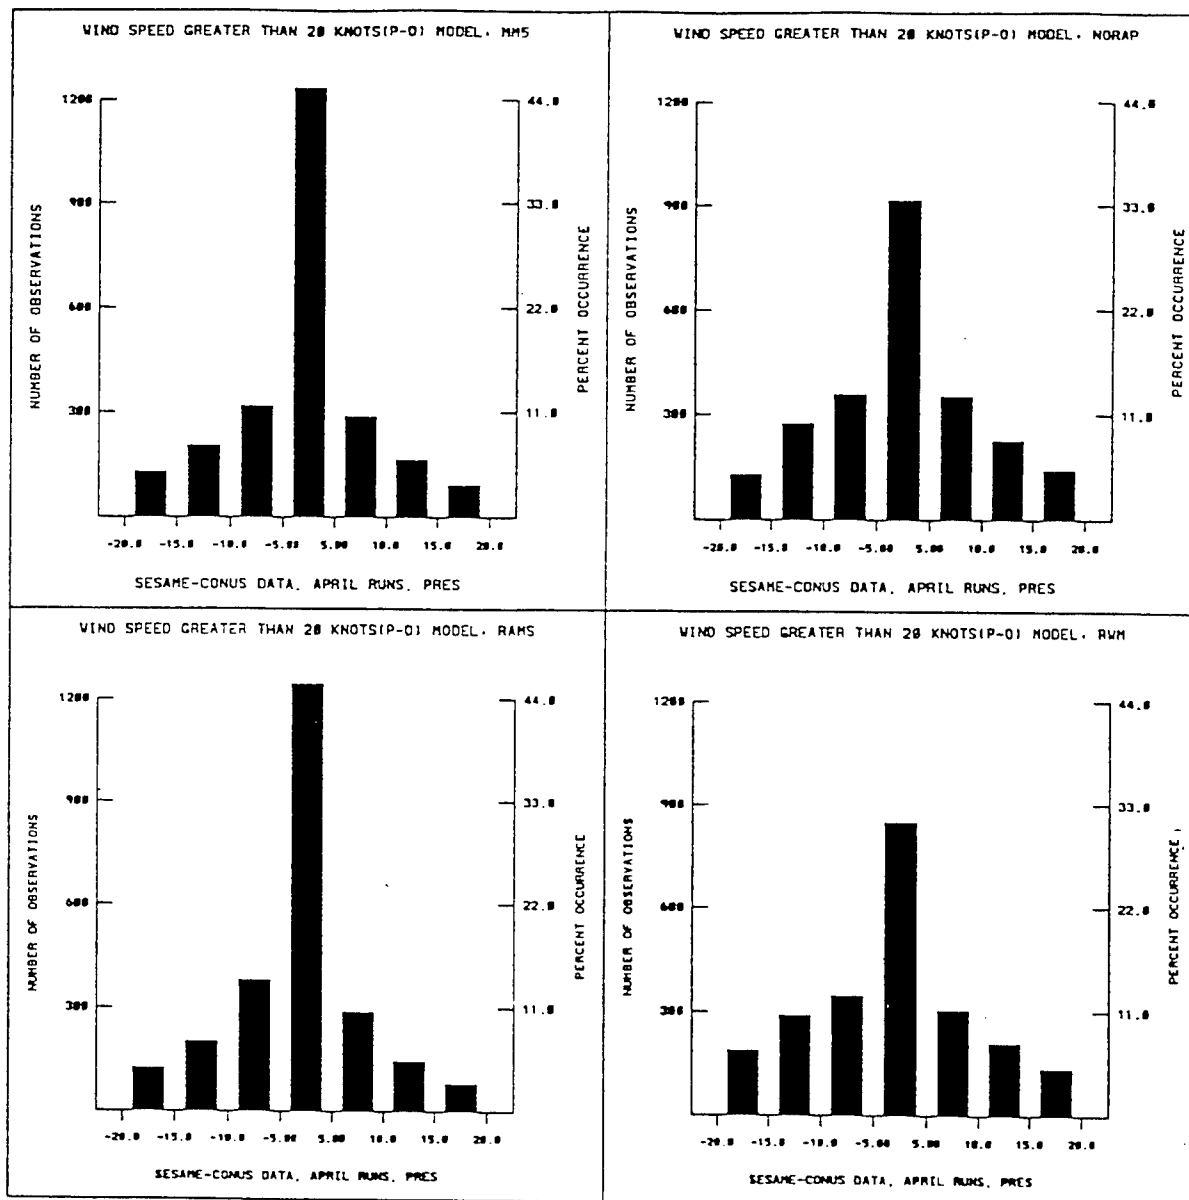 WIND SPEED GREATER THAN 20 KNOTS(P-O) MODEL. MM5
1200
900
600
300
44.0
33.0
22.0
11.0
NUMBER OF OBSERVATIONS
PERCENT OCCURRENCE
-20.0 -15.0 -10.0 -5.00 5.00 10.0 15.0 20.0
SESAME-CONUS DATA, APRIL RUNS, PRES
WIND SPEED GREATER THAN 20 KNOTS(P-O) MODEL. NORAP
1200
900
600
300
44.0
33.0
22.0
11.0
NUMBER OF OBSERVATIONS
PERCENT OCCURRENCE
-20.0 -15.0 -10.0 -5.00 5.00 10.0 15.0 20.0
SESAME-CONUS DATA, APRIL RUNS, PRES
WIND SPEED GREATER THAN 20 KNOTS(P-O) MODEL. RAMS
1200
900
600
300
44.0
33.0
22.0
11.0
NUMBER OF OBSERVATIONS
PERCENT OCCURRENCE
-20.0 -15.0 -10.0 -5.00 5.00 10.0 15.0 20.0
SESAME-CONUS DATA, APRIL RUNS, PRES
WIND SPEED GREATER THAN 20 KNOTS(P-O) MODEL. RWM
1200
900
600
300
44.0
33.0
22.0
11.0
NUMBER OF OBSERVATIONS
PERCENT OCCURRENCE
-20.0 -15.0 -10.0 -5.00 5.00 10.0 15.0 20.0
SESAME-CONUS DATA, APRIL RUNS, PRES